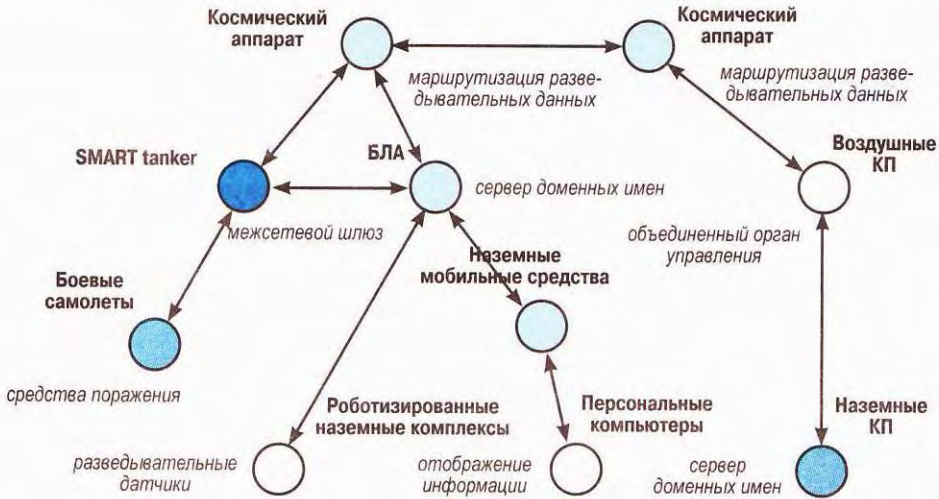 Космический
аппарат
Космический
аппарат
маршрутизация разве-
дывательных данных
маршрутизация разве-
дывательных данных
SMART tanker
БЛА
Воздушные
КП
сервер доменных имен
межсетевой шлюз
объединенный орган
управления
Наземные
мобильные средства
Боевые
самолеты
средства поражения
Роботизированные
наземные комплексы
Персональные
компьютеры
Наземные
КП
разведывательные
датчики
отображение
информации
сервер
доменных имен